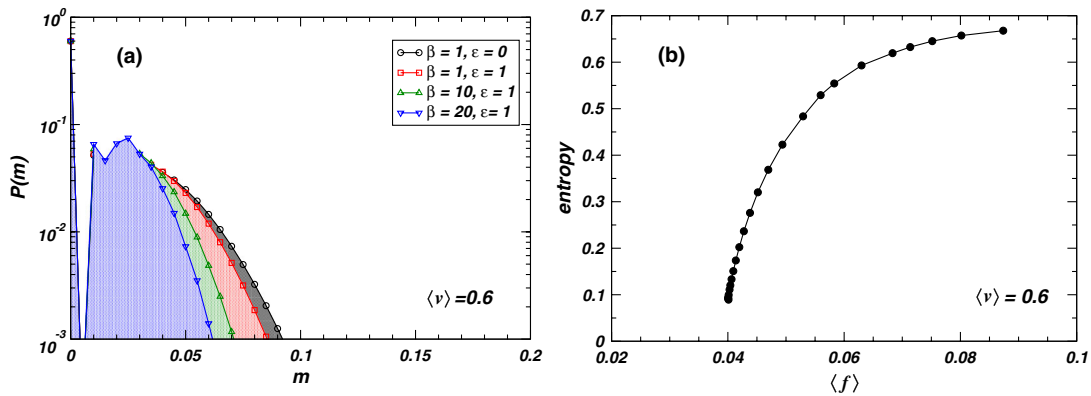 (a)
β = 1, ε = 0
β = 1, ε = 1
β = 10, ε = 1
β = 20, ε = 1
⟨v⟩ = 0.6
P(m)
10^0
10^-1
10^-2
10^-3
0 0.05 0.1 0.15 0.2
m
(b)
⟨v⟩ = 0.6
entropy
0.7
0.6
0.5
0.4
0.3
0.2
0.1
0
0.02 0.04 0.06 0.08 0.1
⟨f⟩